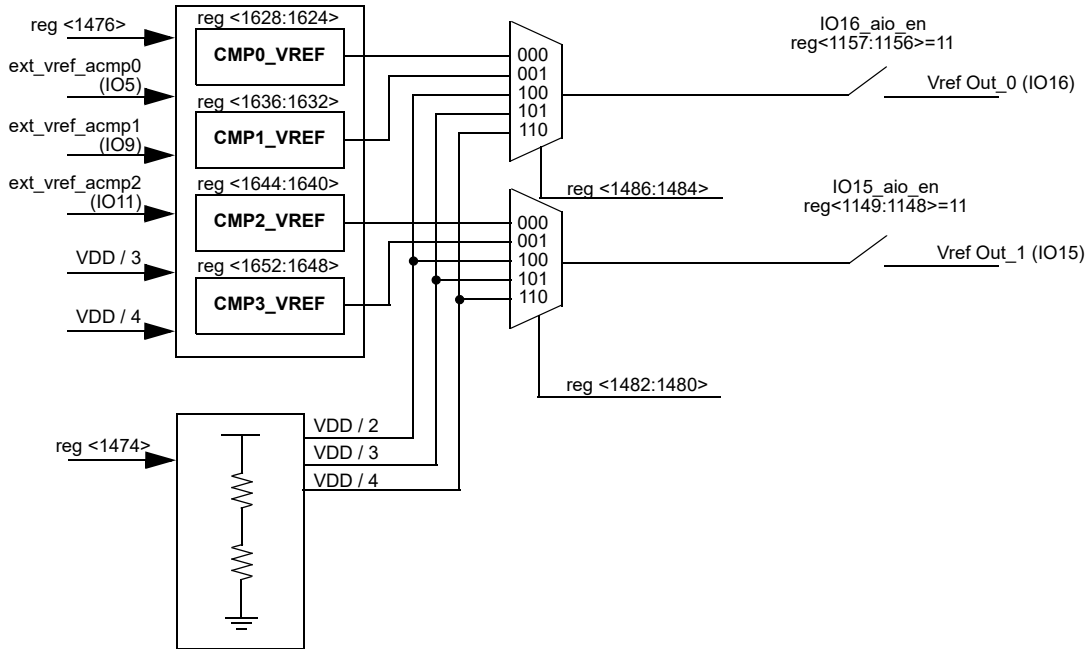 reg <1476>
ext_vref_acmp0
(IO5)
ext_vref_acmp1
(IO9)
ext_vref_acmp2
(IO11)
VDD / 3
VDD / 4
reg <1628:1624>
CMP0_VREF
reg <1636:1632>
CMP1_VREF
reg <1644:1640>
CMP2_VREF
reg <1652:1648>
CMP3_VREF
000
001
100
101
110
reg <1486:1484>
IO16_aio_en
reg<1157:1156>=11
Vref Out_0 (IO16)
000
001
100
101
110
reg <1482:1480>
IO15_aio_en
reg<1149:1148>=11
Vref Out_1 (IO15)
reg <1474>
VDD / 2
VDD / 3
VDD / 4